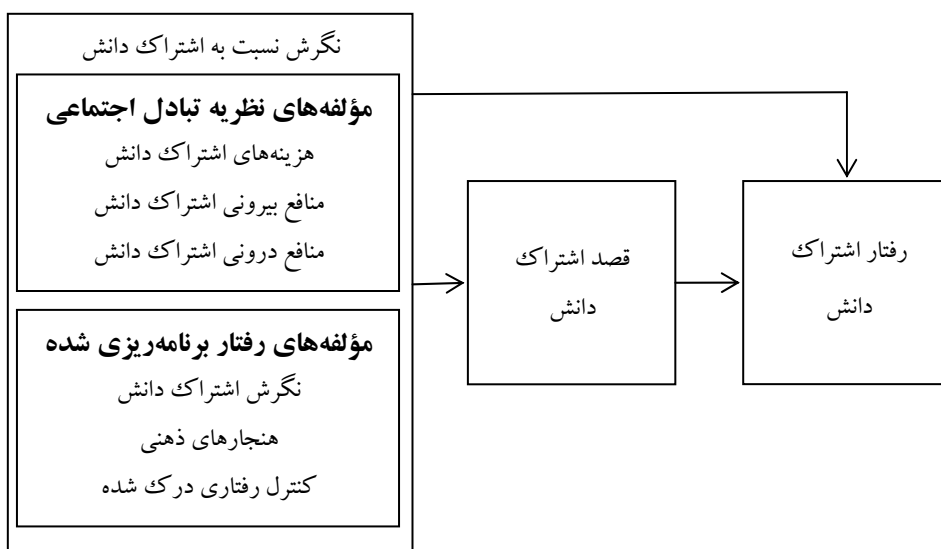 نگرش نسبت به اشتراک دانش
مؤلفه‌های نظریه تبادل اجتماعی
هزینه‌های اشتراک دانش
منافع بیرونی اشتراک دانش
منافع درونی اشتراک دانش
مؤلفه‌های رفتار برنامه‌ریزی شده
نگرش اشتراک دانش
هنجارهای ذهنی
کنترل رفتاری درک شده
قصد اشتراک
دانش
رفتار اشتراک
دانش